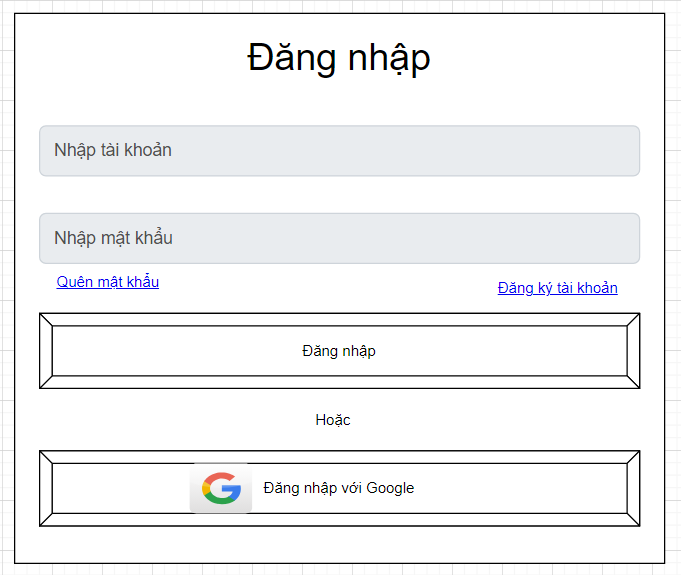 Đăng nhập
Nhập tài khoản
Nhập mật khẩu
Quên mật khẩu
Đăng ký tài khoản
Đăng nhập
Hoặc
Đăng nhập với Google